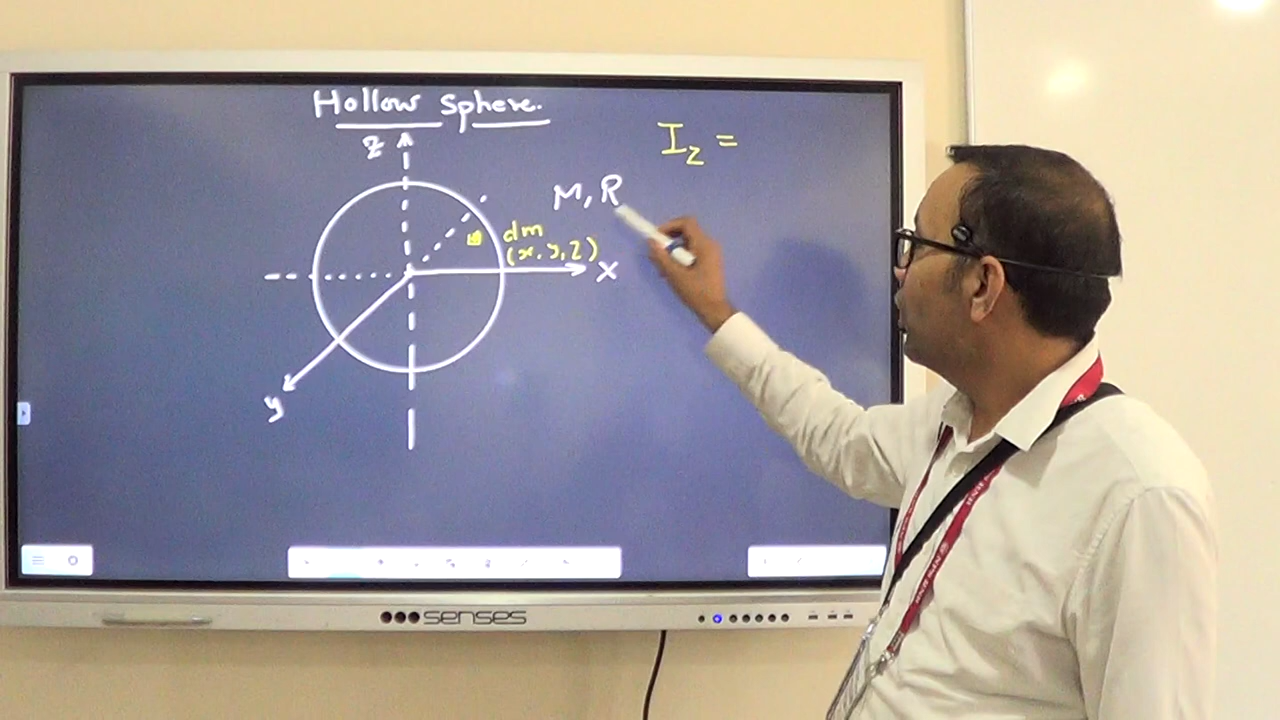 Hollow Sphere.
z
I_z =
M, R
dm
(x, y, z)
x
y
senses